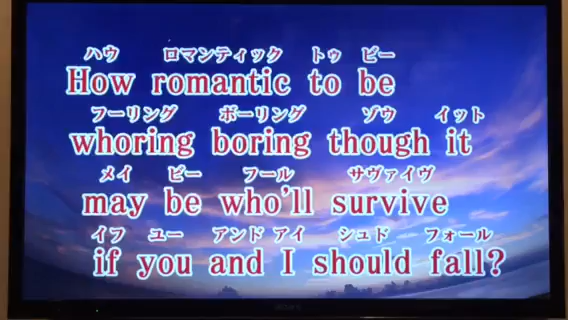 ハウ ロマンティック トゥ ビー
How romantic to be
フーリング ボーリング ゾウ イット
whoring boring though it
メイ ビー フール サヴァイヴ
may be who'll survive
イフ ユー アンド アイ シュド フォール
if you and I should fall?
SONY